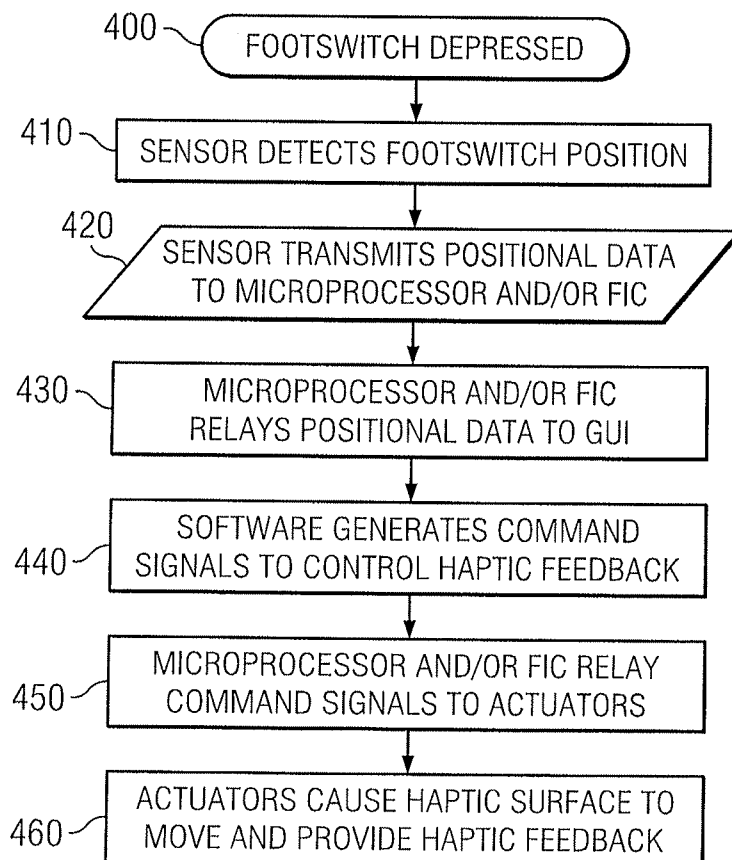 400
FOOTSWITCH DEPRESSED
410
SENSOR DETECTS FOOTSWITCH POSITION
420
SENSOR TRANSMITS POSITIONAL DATA
TO MICROPROCESSOR AND/OR FIC
430
MICROPROCESSOR AND/OR FIC
RELAYS POSITIONAL DATA TO GUI
440
SOFTWARE GENERATES COMMAND
SIGNALS TO CONTROL HAPTIC FEEDBACK
450
MICROPROCESSOR AND/OR FIC RELAY
COMMAND SIGNALS TO ACTUATORS
460
ACTUATORS CAUSE HAPTIC SURFACE TO
MOVE AND PROVIDE HAPTIC FEEDBACK